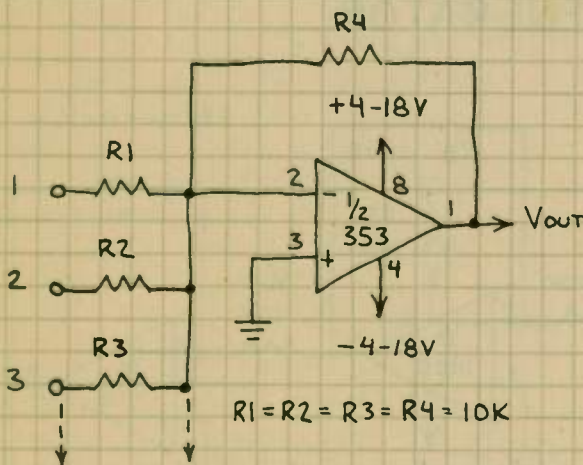 R4
+4-18V
R1
1
2
-
1/2
8
353
1
VOUT
3
+
4
R2
2
-4-18V
R3
3
R1=R2=R3=R4=10K